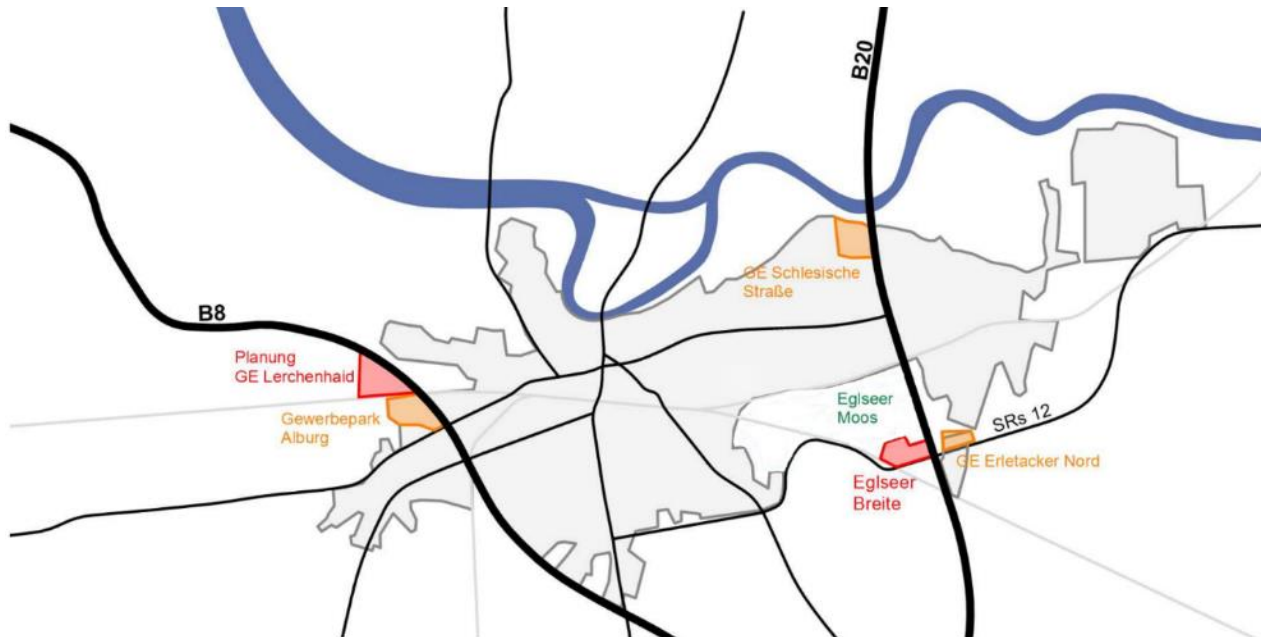 B20
GE Schlesische
Straße
B8
Planung
GE Lerchenhaid
Gewerbepark
Alburg
Eglseer
Moos
SRs 12
GE Erletacker Nord
Eglseer
Breite